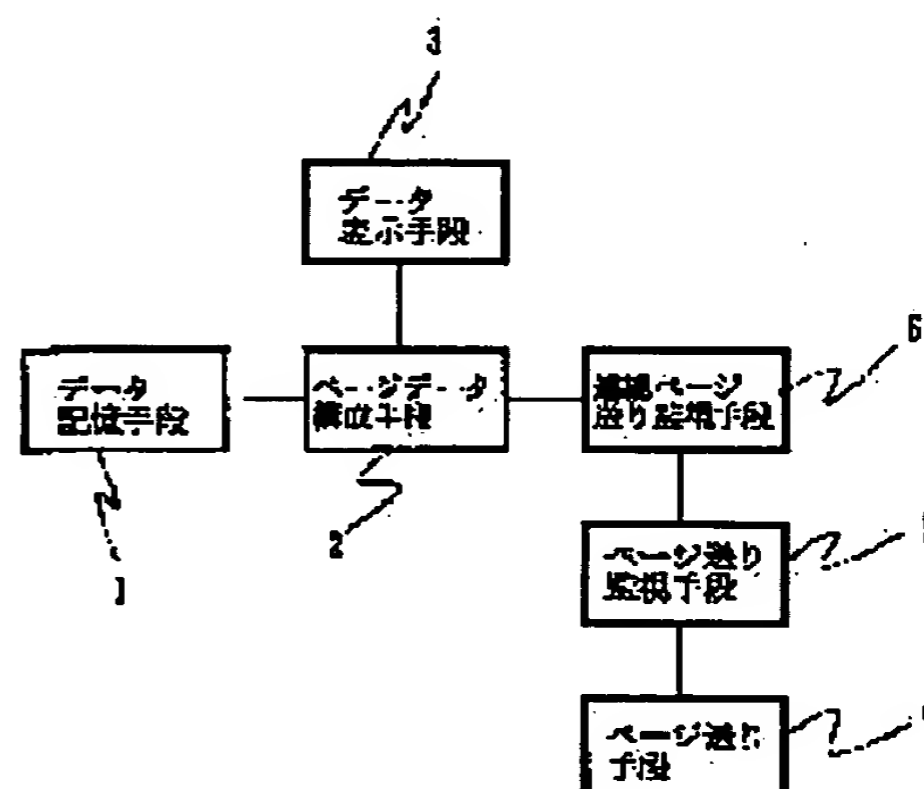 3
データ
表示手段
6
データ
記憶手段
ページデータ
構成手段
連続ページ
送り監視手段
1
2
ページ送り
監視手段
ページ送り
手段